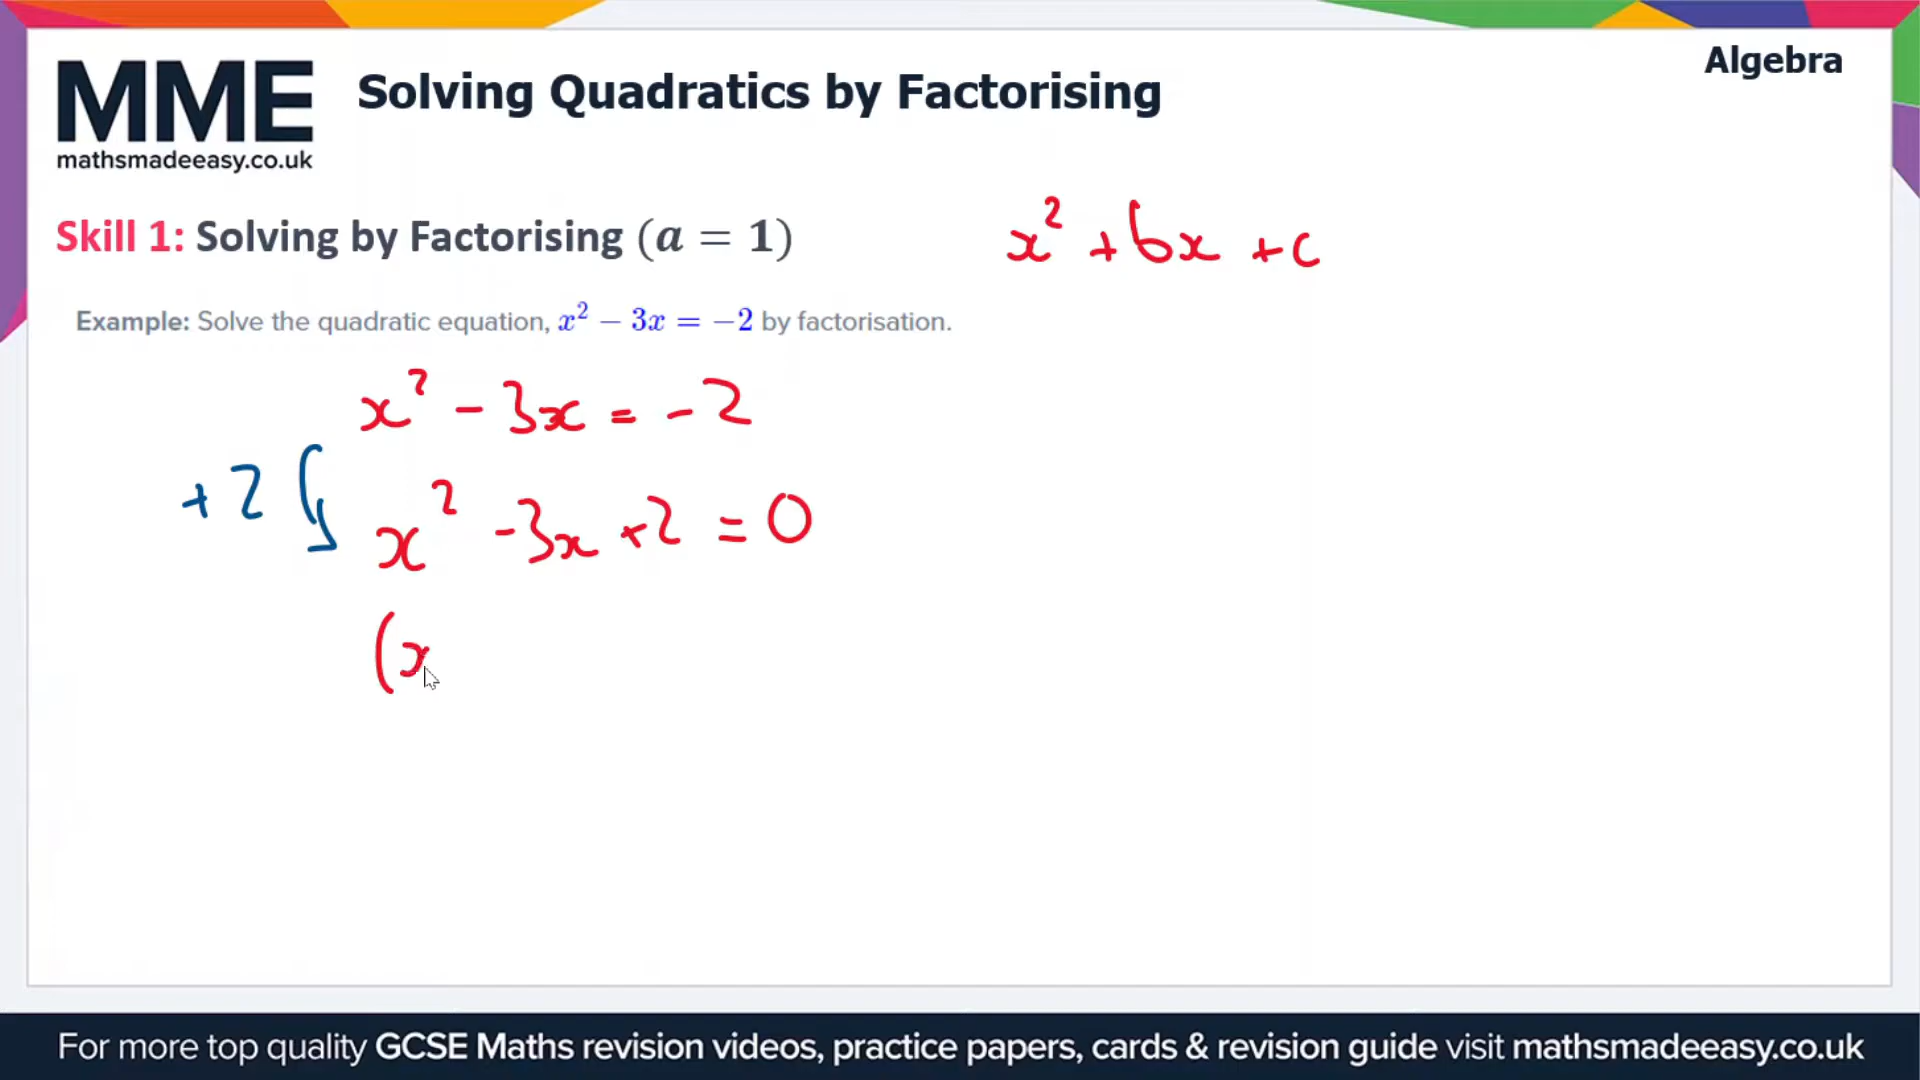 Algebra
MME
mathsmadeeasy.co.uk
Solving Quadratics by Factorising
Skill 1: Solving by Factorising (a = 1)
x² + bx + c
Example: Solve the quadratic equation, x² − 3x = −2 by factorisation.
x² - 3x = - 2
+ 2
x² - 3x + 2 = 0
(x
For more top quality GCSE Maths revision videos, practice papers, cards & revision guide visit mathsmadeeasy.co.uk